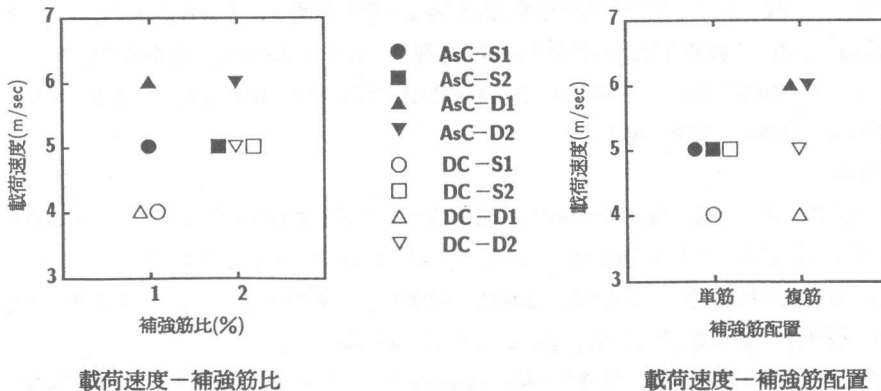 7
6
5
4
3
載荷速度(m/sec)
1
2
補強筋比(%)
載荷速度－補強筋比
AsC－S1
AsC－S2
AsC－D1
AsC－D2
DC－S1
DC－S2
DC－D1
DC－D2
7
6
5
4
3
載荷速度(m/sec)
単筋
複筋
補強筋配置
載荷速度－補強筋配置